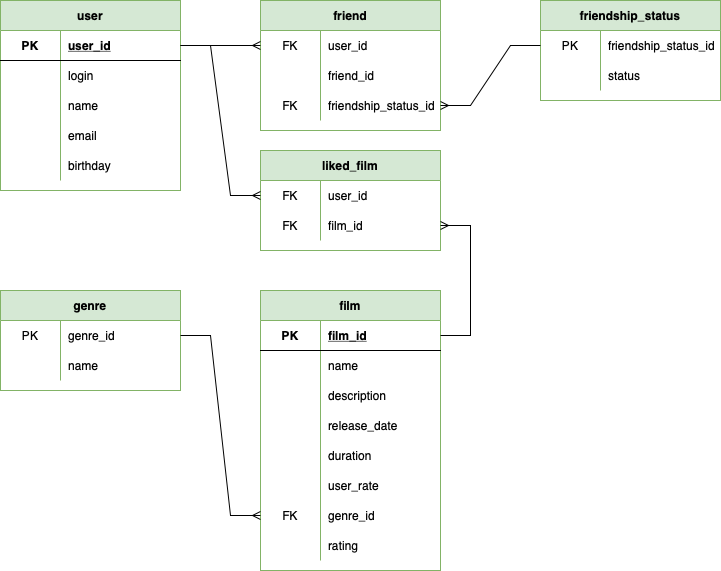 user
PK user_id
login
name
email
birthday
friend
FK user_id
friend_id
FK friendship_status_id
friendship_status
PK friendship_status_id
status
liked_film
FK user_id
FK film_id
genre
PK genre_id
name
film
PK film_id
name
description
release_date
duration
user_rate
FK genre_id
rating